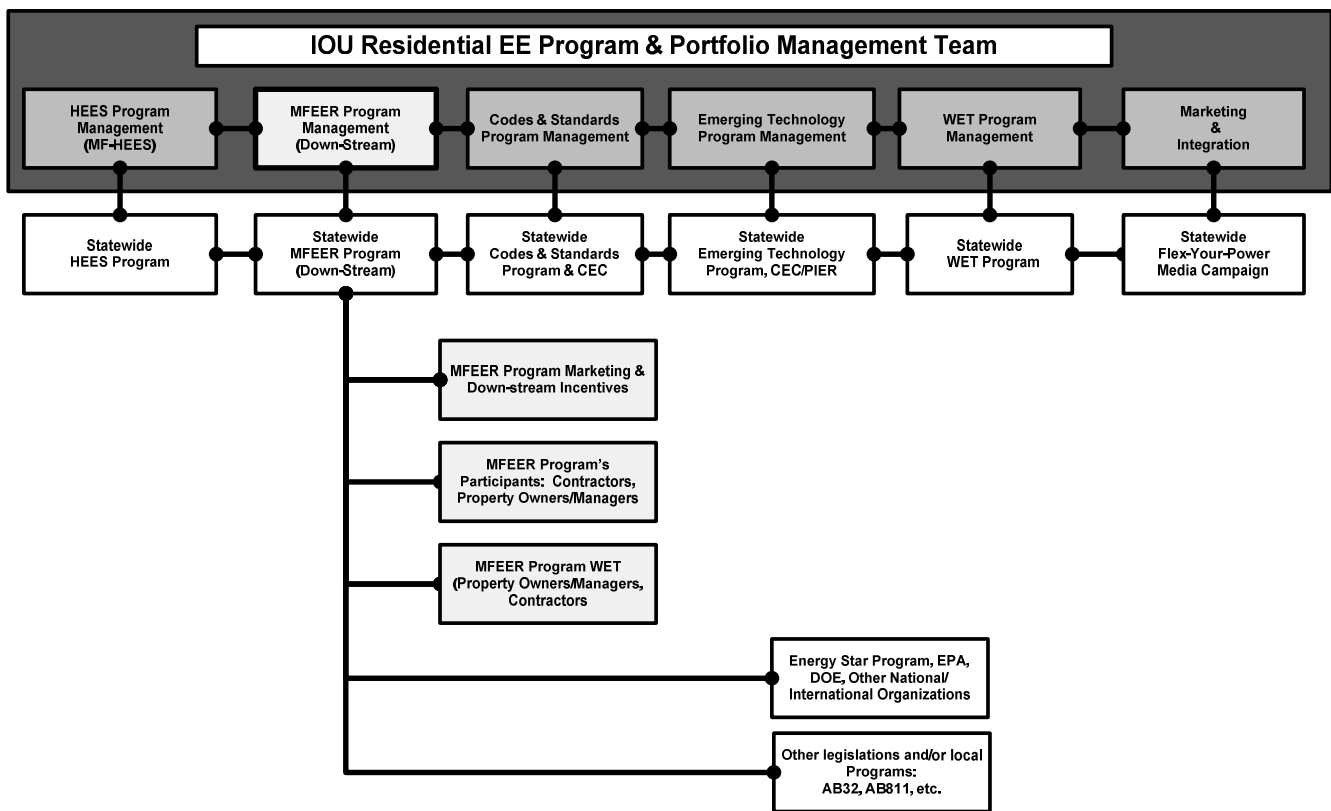 IOU Residential EE Program & Portfolio Management Team
HEES Program
Management
(MF-HEES)
MFEER Program
Management
(Down-Stream)
Codes & Standards
Program Management
Emerging Technology
Program Management
WET Program
Management
Marketing
&
Integration
Statewide
HEES Program
Statewide
MFEER Program
(Down-Stream)
Statewide
Codes & Standards
Program & CEC
Statewide
Emerging Technology
Program, CEC/PIER
Statewide
WET Program
Statewide
Flex-Your-Power
Media Campaign
MFEER Program Marketing &
Down-stream Incentives
MFEER Program's
Participants: Contractors,
Property Owners/Managers
MFEER Program WET
(Property Owners/Managers,
Contractors
Energy Star Program, EPA,
DOE, Other National/
International Organizations
Other legislations and/or local
Programs:
AB32, AB811, etc.